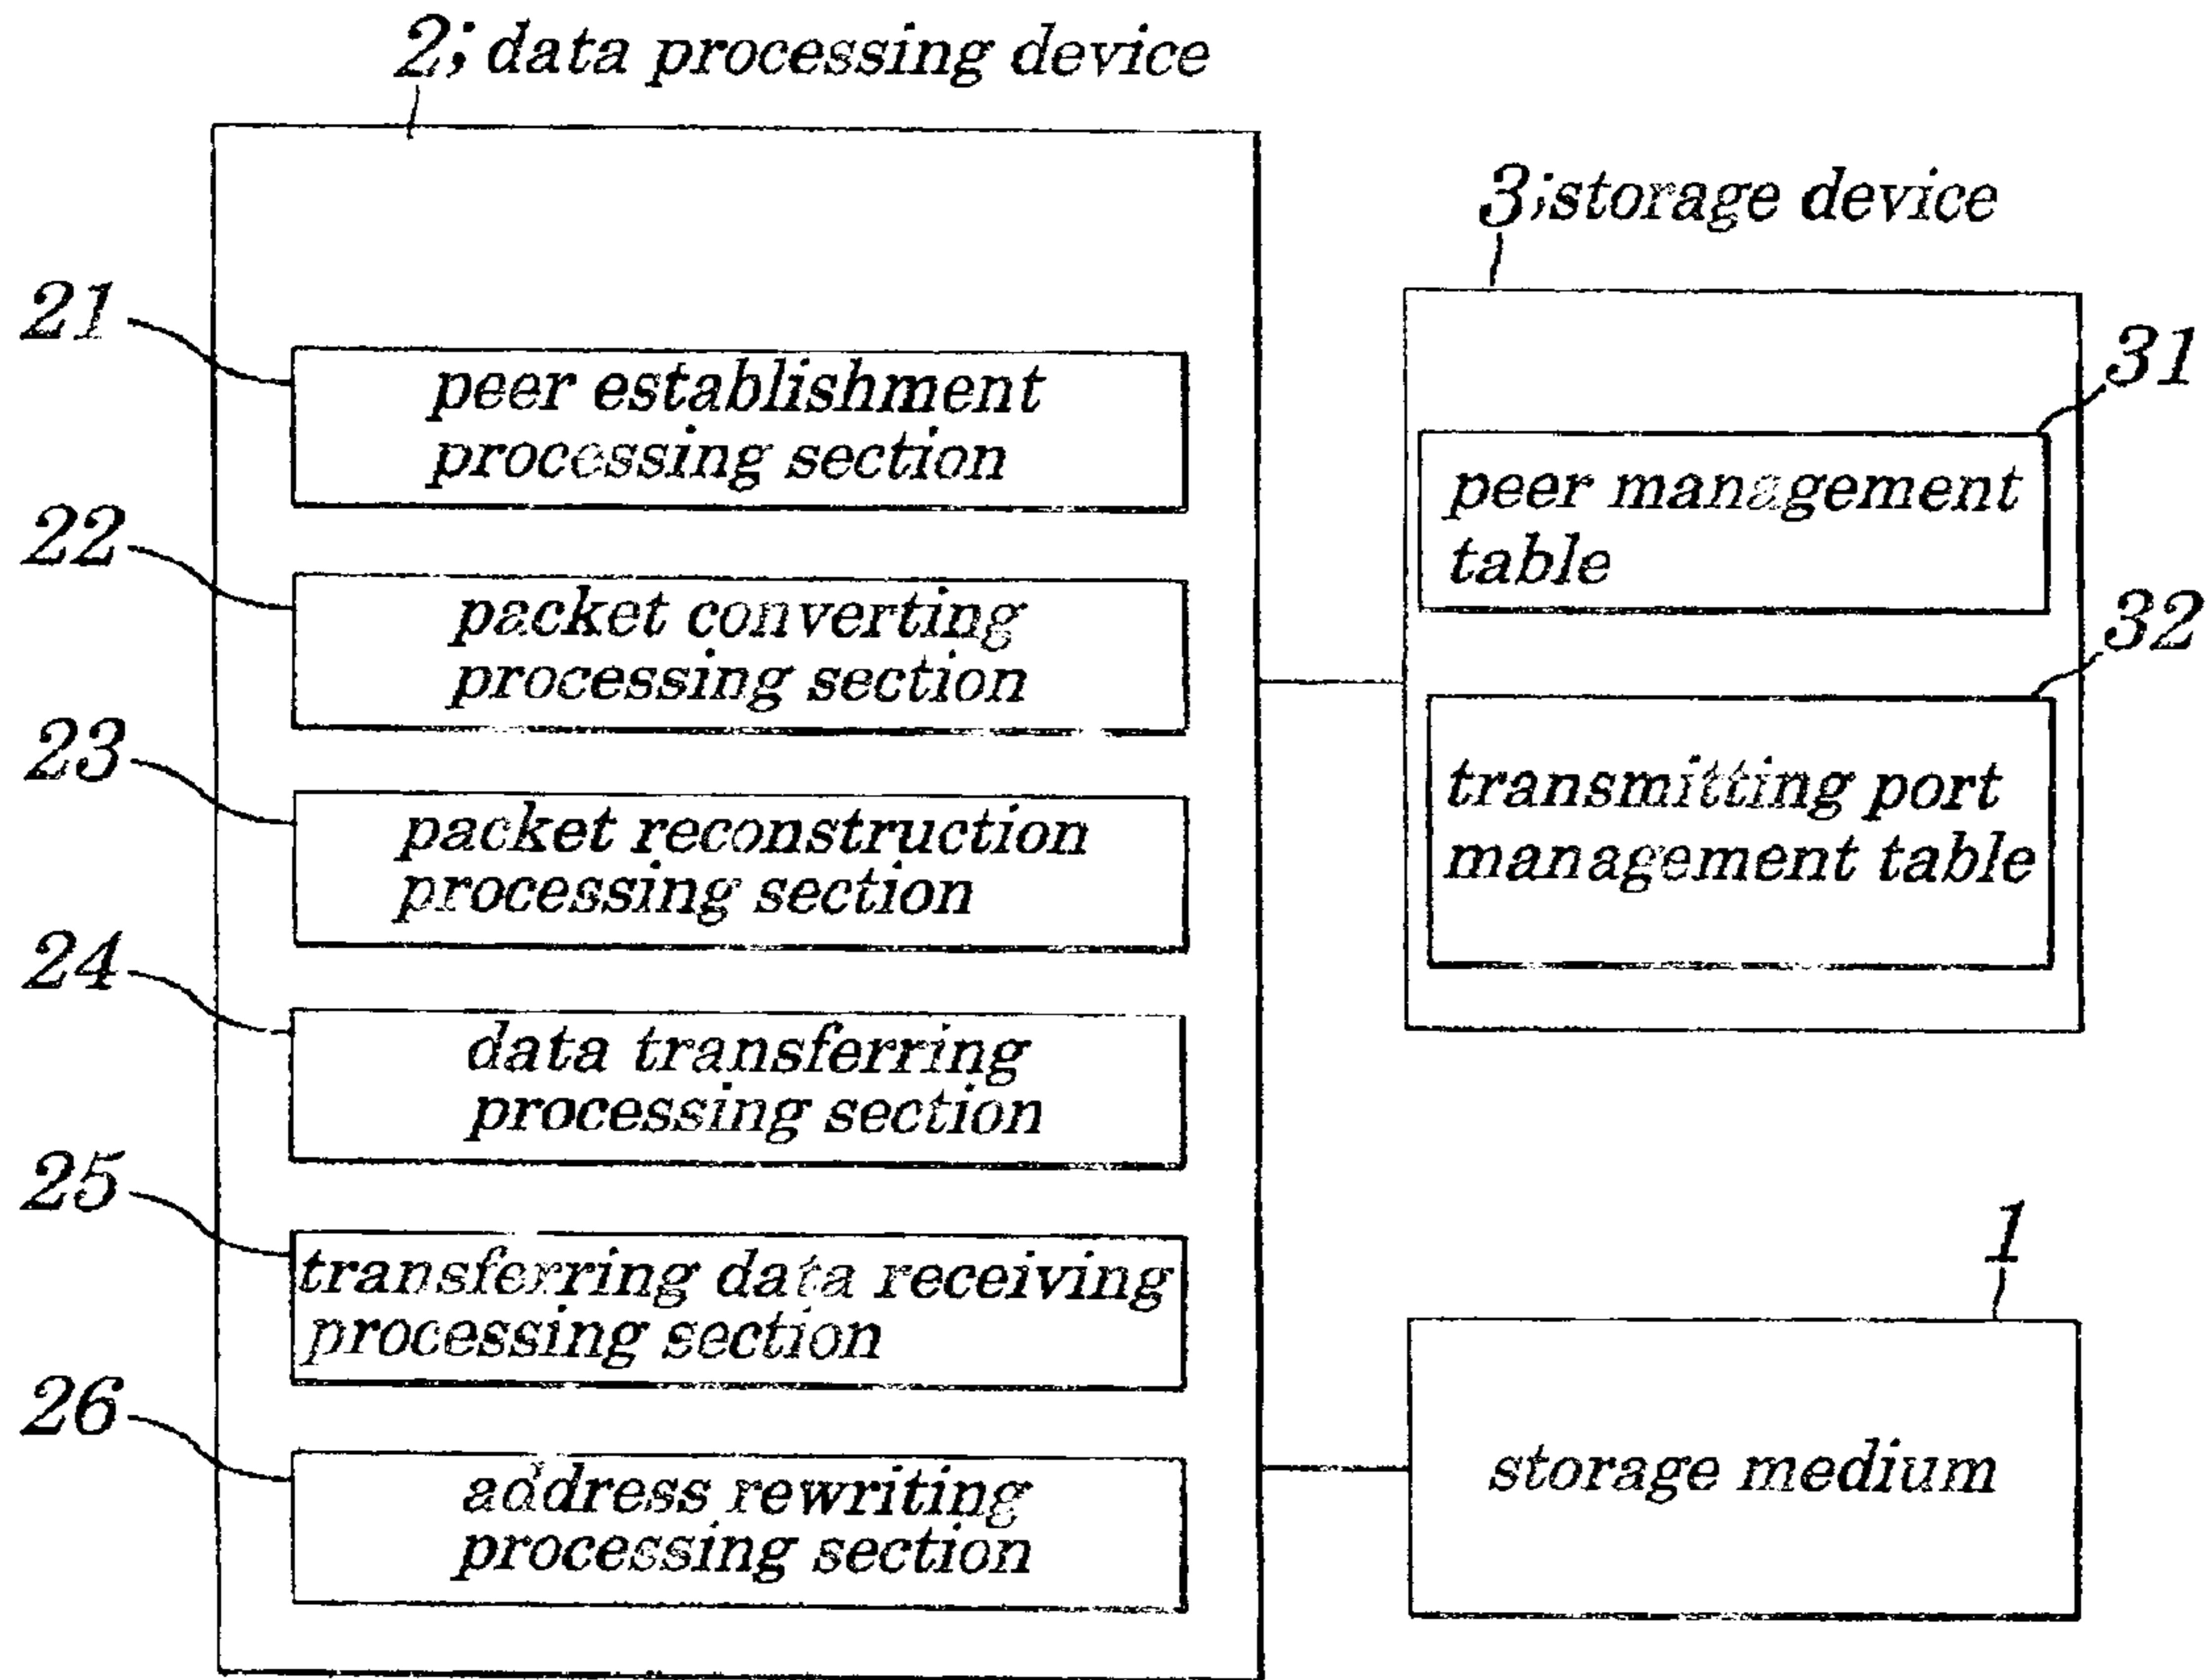 2; data processing device
21
peer establishment
processing section
22
packet converting
processing section
23
packet reconstruction
processing section
24
data transferring
processing section
25
transferring data receiving
processing section
26
address rewriting
processing section
3;storage device
31
peer management
table
32
transmitting port
management table
1
storage medium